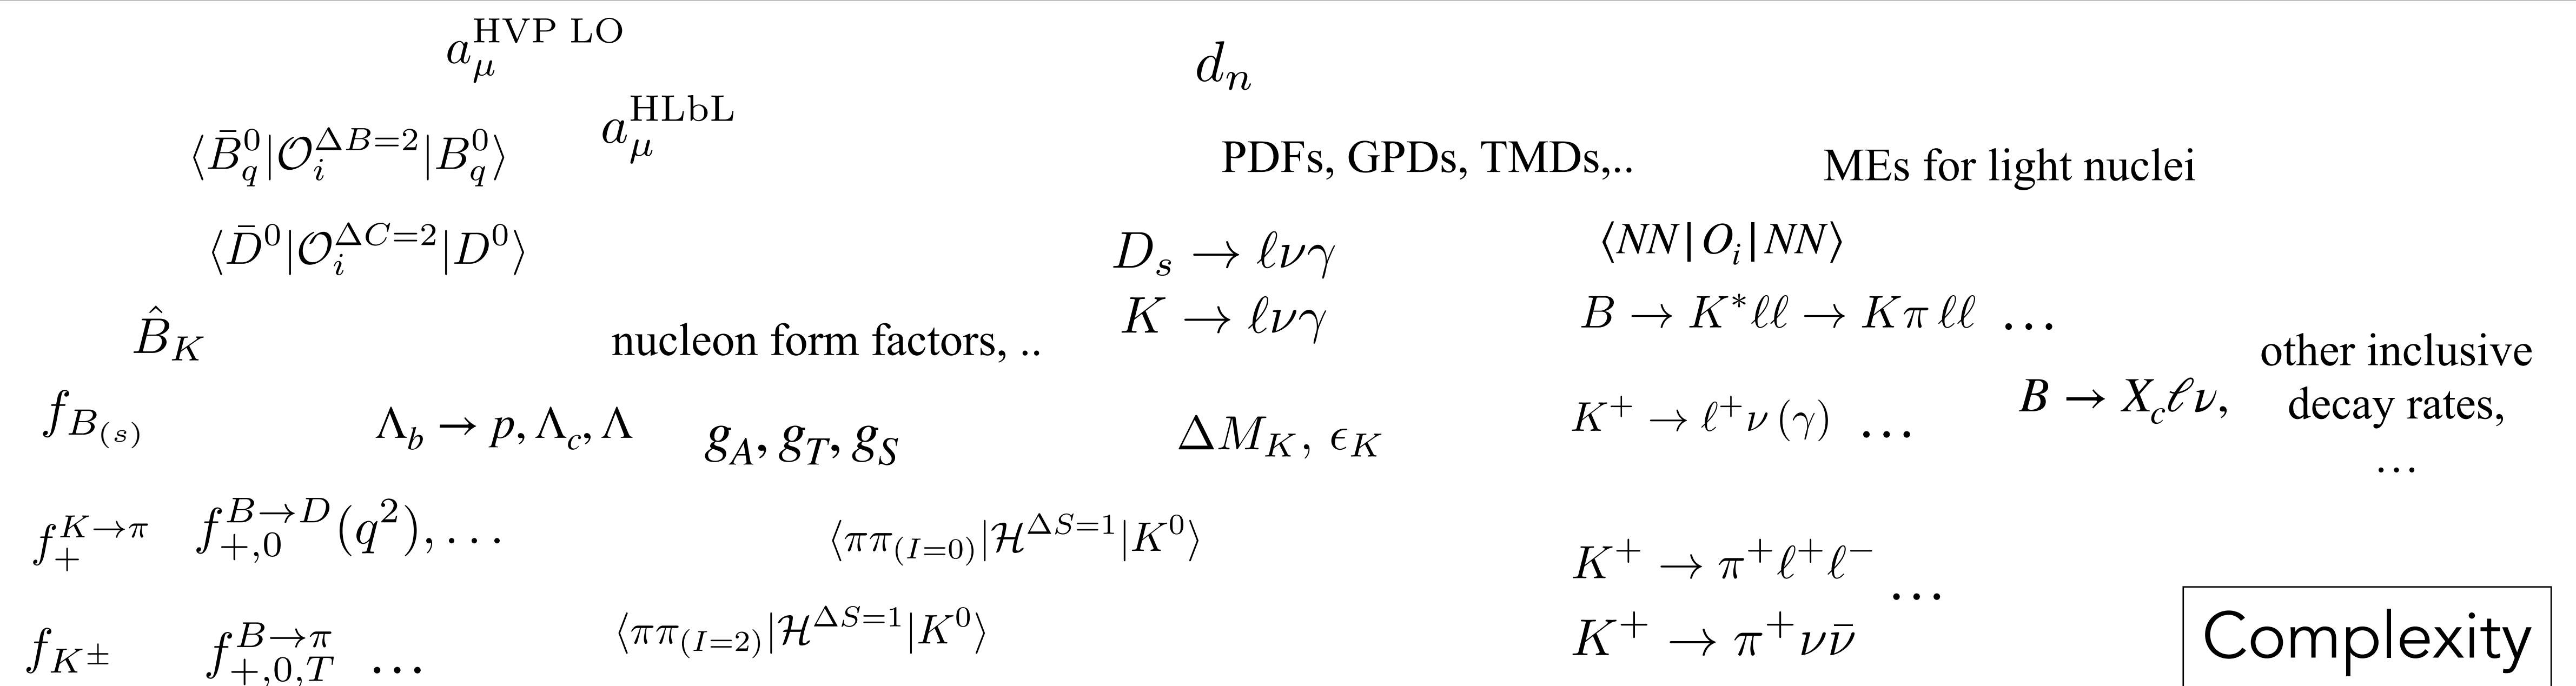 a_μ^{HVP LO}
d_n
a_μ^{HLbL}
⟨B̄_q^0|𝒪_i^{ΔB=2}|B_q^0⟩
PDFs, GPDs, TMDs,..
MEs for light nuclei
⟨D̄^0|𝒪_i^{ΔC=2}|D^0⟩
D_s → ℓνγ
⟨NN|O_i|NN⟩
B̂_K
nucleon form factors, ..
K → ℓνγ
B → K*ℓℓ → Kπ ℓℓ ...
other inclusive
decay rates,
...
f_{B_{(s)}}
Λ_b → p, Λ_c, Λ
g_A, g_T, g_S
ΔM_K, ϵ_K
K^+ → ℓ^+ν(γ) ...
B → X_cℓν,
f_+^{K→π}
f_{+,0}^{B→D}(q^2), ...
⟨ππ_{(I=0)}|ℋ^{ΔS=1}|K^0⟩
K^+ → π^+ℓ^+ℓ^-
...
f_{K^±}
f_{+,0,T}^{B→π} ...
⟨ππ_{(I=2)}|ℋ^{ΔS=1}|K^0⟩
K^+ → π^+νν̄
Complexity